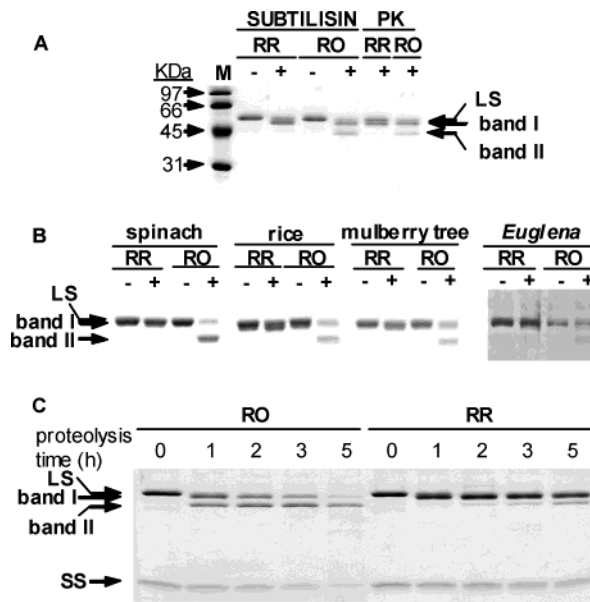 A
SUBTILISIN PK
RR RO RR RO
KDa M - + - + + +
97
66
45
31
LS
band I
band II
B
spinach rice mulberry tree Euglena
RR RO RR RO RR RO RR RO
- + - + - + - + - + - + - + - +
LS
band I
band II
C
RO RR
proteolysis
time (h) 0 1 2 3 5 0 1 2 3 5
LS
band I
band II
SS